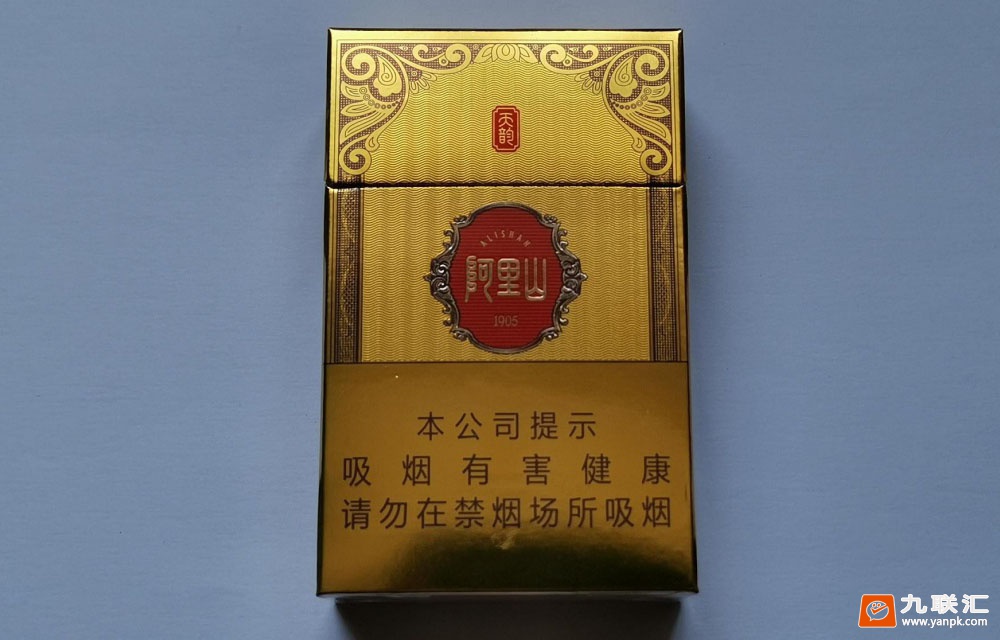 天韵
ALISHAN
阿里山
1905
本公司提示
吸烟有害健康
请勿在禁烟场所吸烟
九联汇
www.yanpk.com